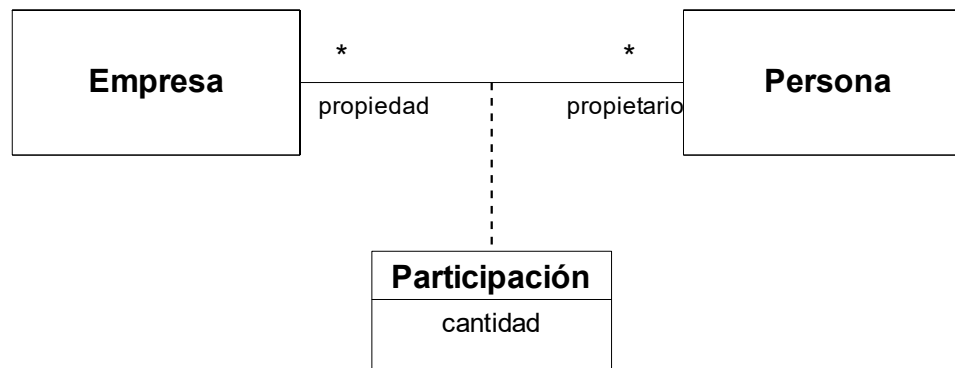 * *
Empresa Persona
propiedad propietario
Participación
cantidad